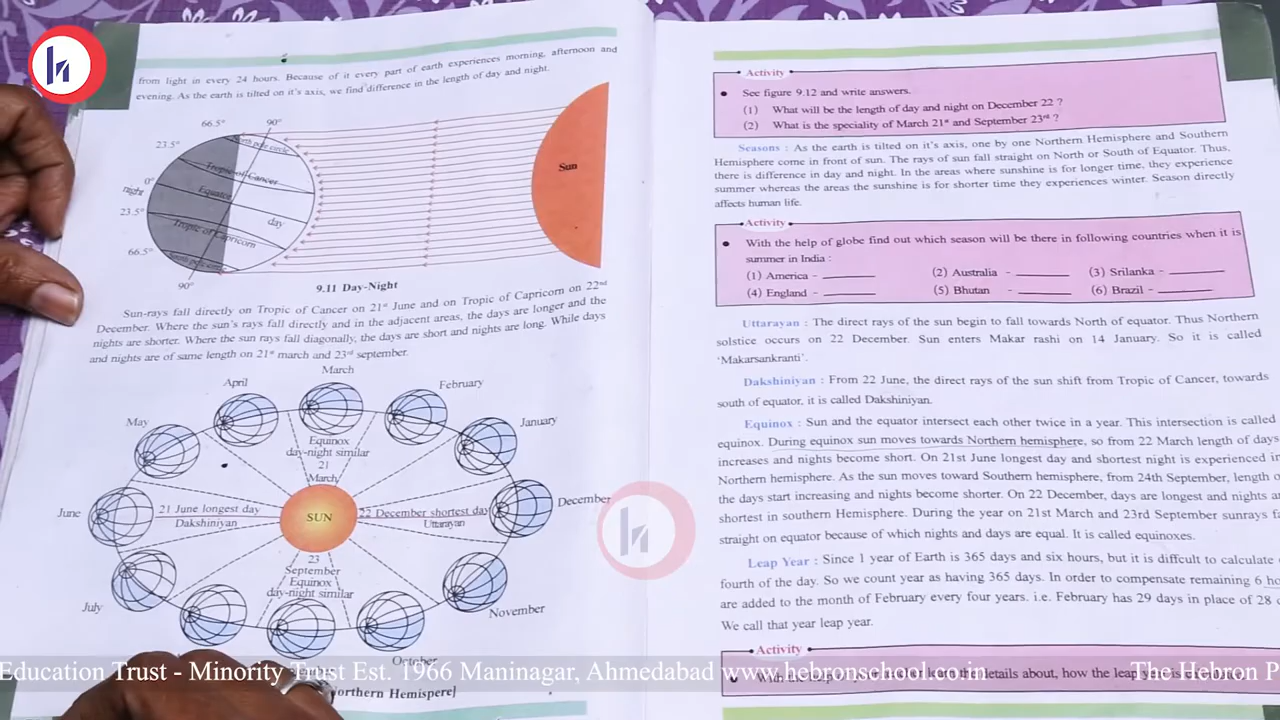 from light in every 24 hours. Because of it every part of earth experiences morning, afternoon and
evening. As the earth is tilted on it's axis, we find difference in the length of day and night.
66.5°
90°
North pole circle
23.5°
Tropic of Cancer
0°
night
Equator
day
23.5°
Tropic of Capricorn
66.5°
90°
Sun
9.11 Day-Night
Sun-rays fall directly on Tropic of Cancer on 21st June and on Tropic of Capricorn on 22nd
December. Where the sun's rays fall directly and in the adjacent areas, the days are longer and the
nights are shorter. Where the sun rays fall diagonally, the days are short and nights are long. While days
and nights are of same length on 21st march and 23rd september.
March
April
February
May
January
Equinox
day-night similar
21
March
June
December
21 June longest day
Dakshiniyan
SUN
22 December shortest day
Uttarayan
23
September
Equinox
day-night similar
July
November
October
Northern Hemispere]
Activity
See figure 9.12 and write answers.
(1) What will be the length of day and night on December 22 ?
(2) What is the speciality of March 21st and September 23rd ?
Seasons : As the earth is tilted on it's axis, one by one Northern Hemisphere and Southern
Hemisphere come in front of sun. The rays of sun fall straight on North or South of Equator. Thus,
there is difference in day and night. In the areas where sunshine is for longer time, they experience
summer whereas the areas the sunshine is for shorter time they experiences winter. Season directly
affects human life.
Activity
With the help of globe find out which season will be there in following countries when it is
summer in India :
(1) America - ________ (2) Australia - ________ (3) Srilanka - ________
(4) England - ________ (5) Bhutan - ________ (6) Brazil - ________
Uttarayan : The direct rays of the sun begin to fall towards North of equator. Thus Northern
solstice occurs on 22 December. Sun enters Makar rashi on 14 January. So it is called
'Makarsankranti'.
Dakshiniyan : From 22 June, the direct rays of the sun shift from Tropic of Cancer, towards
south of equator, it is called Dakshiniyan.
Equinox : Sun and the equator intersect each other twice in a year. This intersection is called
equinox. During equinox sun moves towards Northern hemisphere, so from 22 March length of days
increases and nights become short. On 21st June longest day and shortest night is experienced in
Northern hemisphere. As the sun moves toward Southern hemisphere, from 24th September, length of
the days start increasing and nights become shorter. On 22 December, days are longest and nights
shortest in southern Hemisphere. During the year on 21st March and 23rd September sunrays
straight on equator because of which nights and days are equal. It is called equinoxes.
Leap Year : Since 1 year of Earth is 365 days and six hours, but it is diffcult to calculate
fourth of the day. So we count year as having 365 days. In order to compensate remaining 6
are added to the month of February every four years. i.e. February has 29 days in place of 28
We call that year leap year.
Activity
details about, how the leap
Education Trust - Minority Trust Est. 1966 Maninagar, Ahmedabad www.hebronschool.co.in The Hebron P